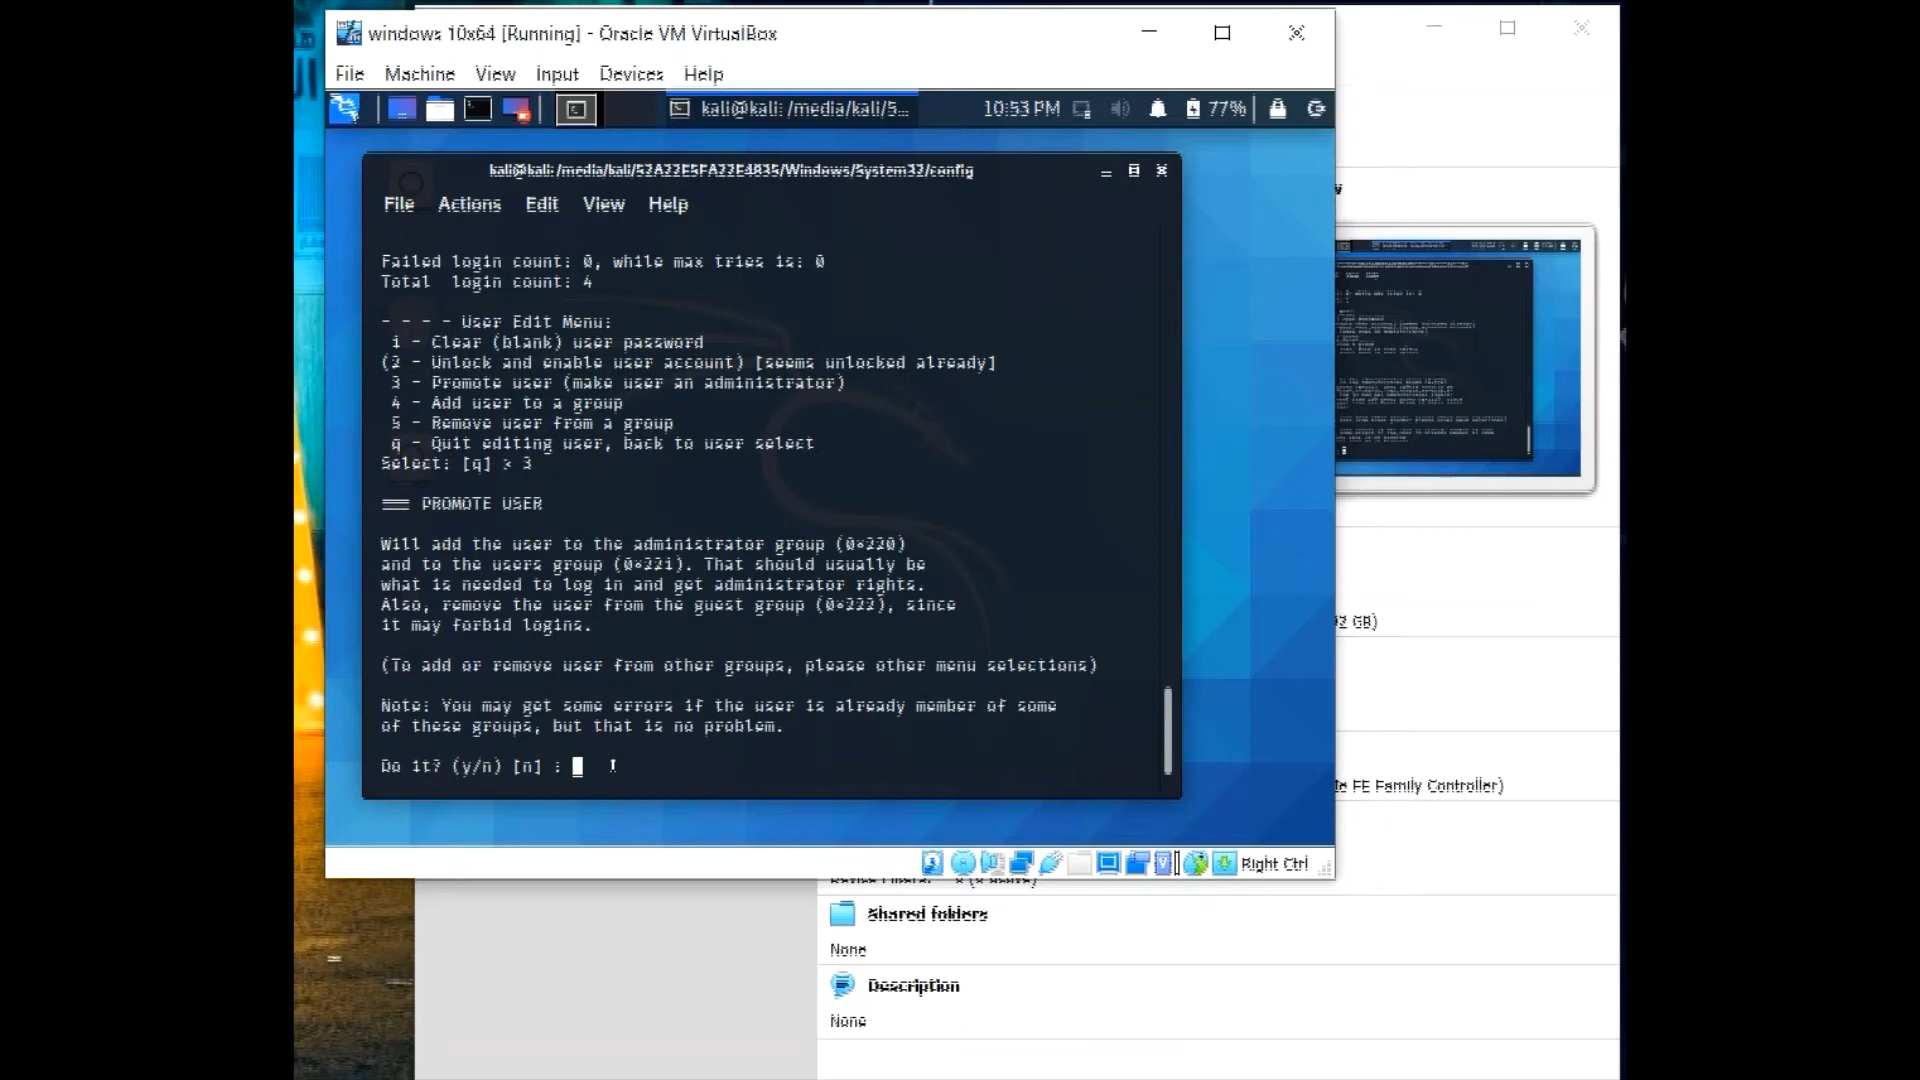 windows 10x64 [Running] - Oracle VM VirtualBox
File Machine View Input Devices Help
kali@kali: /media/kali/5... 10:53 PM 77%
kali@kali: /media/kali/52A22E5FA22E4835/Windows/System32/config
File Actions Edit View Help
Failed login count: 0, while max tries is: 0
Total login count: 4
- - - - User Edit Menu:
1 - Clear (blank) user password
(2 - Unlock and enable user account) [seems unlocked already]
3 - Promote user (make user an administrator)
4 - Add user to a group
5 - Remove user from a group
q - Quit editing user, back to user select
Select: [q] > 3
=== PROMOTE USER
Will add the user to the administrator group (0×220)
and to the users group (0×221). That should usually be
what is needed to log in and get administrator rights.
Also, remove the user from the guest group (0×222), since
it may forbid logins.
(To add or remove user from other groups, please other menu selections)
Note: You may get some errors if the user is already member of some
of these groups, but that is no problem.
Do it? (y/n) [n] :
Right Ctrl
GB)
FE Family Controller)
Shared folders
None
Description
None